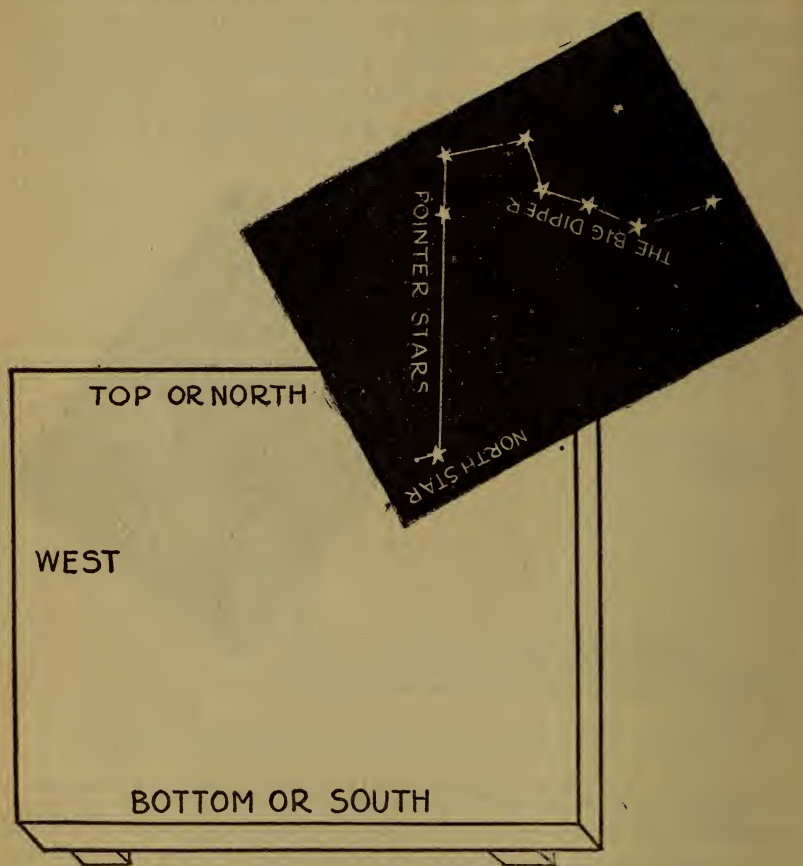 THE BIG DIPPER
POINTER STARS
NORTH STAR
TOP OR NORTH
WEST
BOTTOM OR SOUTH